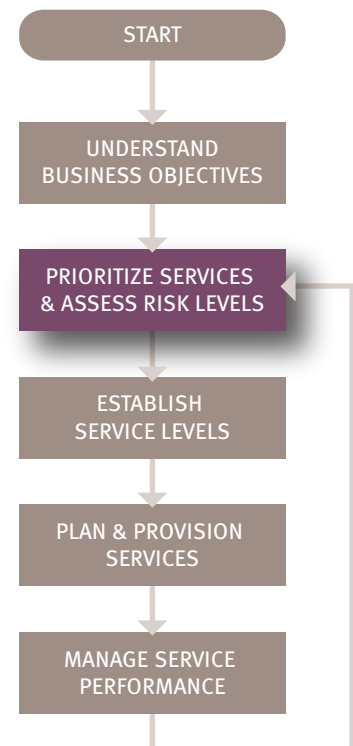 START
UNDERSTAND
BUSINESS OBJECTIVES
PRIORITIZE SERVICES
& ASSESS RISK LEVELS
ESTABLISH
SERVICE LEVELS
PLAN & PROVISION
SERVICES
MANAGE SERVICE
PERFORMANCE